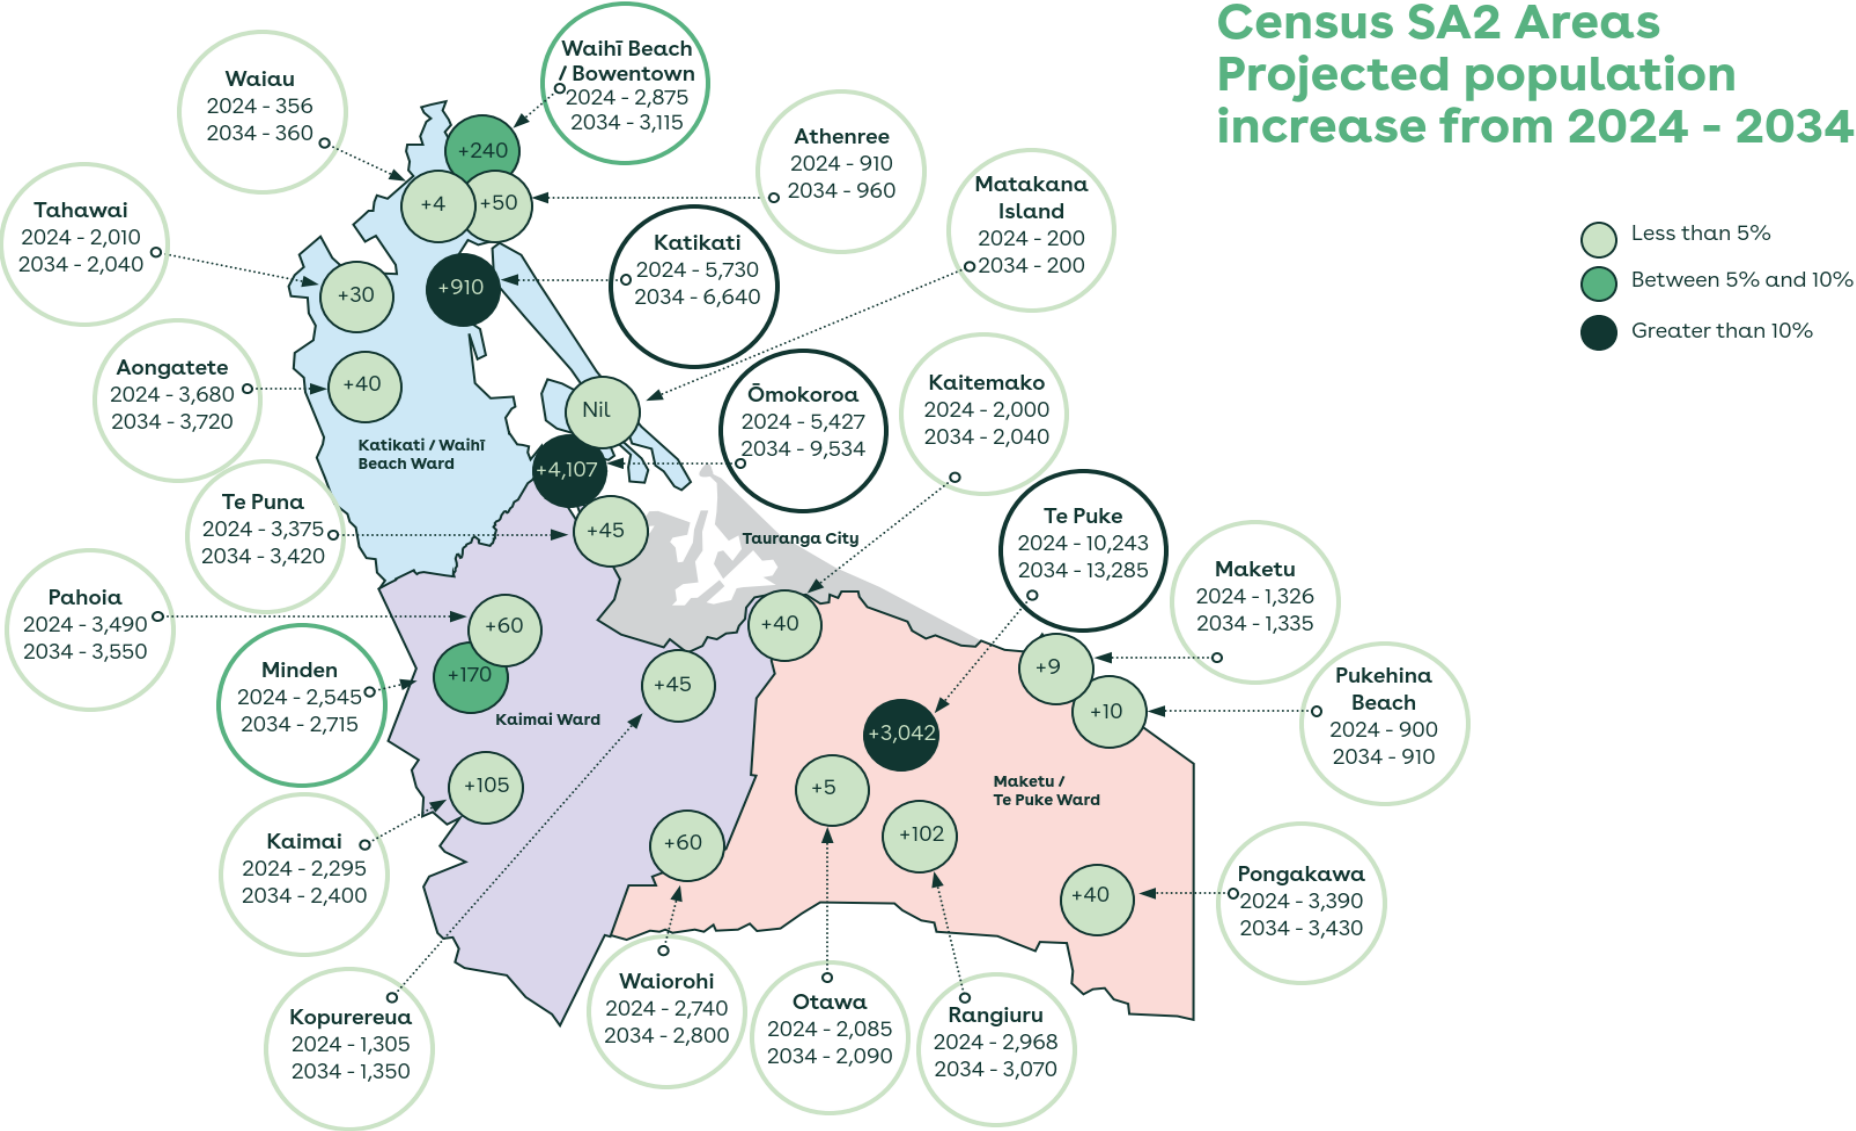 Census SA2 Areas
Projected population
increase from 2024 - 2034
Less than 5%
Between 5% and 10%
Greater than 10%
Waihī Beach
/ Bowentown
2024 - 2,875
2034 - 3,115
+240
Waiau
2024 - 356
2034 - 360
+4
Athenree
2024 - 910
2034 - 960
+50
Matakana
Island
2024 - 200
2034 - 200
Nil
Tahawai
2024 - 2,010
2034 - 2,040
+30
Katikati
2024 - 5,730
2034 - 6,640
+910
Aongatete
2024 - 3,680
2034 - 3,720
+40
Katikati / Waihī
Beach Ward
Ōmokoroa
2024 - 5,427
2034 - 9,534
+4,107
Kaitemako
2024 - 2,000
2034 - 2,040
+40
Te Puna
2024 - 3,375
2034 - 3,420
+45
Tauranga City
Te Puke
2024 - 10,243
2034 - 13,285
+3,042
Maketu
2024 - 1,326
2034 - 1,335
+9
Pahoia
2024 - 3,490
2034 - 3,550
+60
Minden
2024 - 2,545
2034 - 2,715
+170
Kaimai Ward
+45
Pukehina
Beach
2024 - 900
2034 - 910
+10
Maketu /
Te Puke Ward
Kaimai
2024 - 2,295
2034 - 2,400
+105
+60
+5
+102
Pongakawa
2024 - 3,390
2034 - 3,430
+40
Kopurereua
2024 - 1,305
2034 - 1,350
Waiorohi
2024 - 2,740
2034 - 2,800
Otawa
2024 - 2,085
2034 - 2,090
Rangiuru
2024 - 2,968
2034 - 3,070